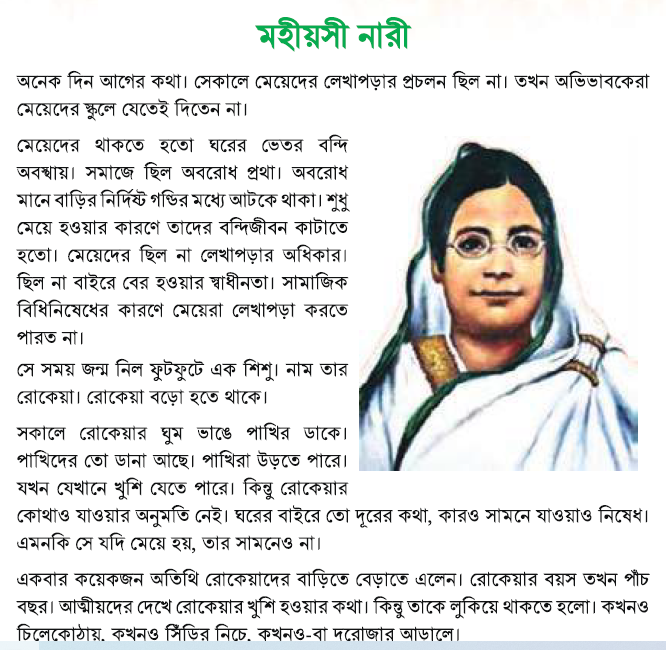 মহীয়সী নারী
অনেক দিন আগের কথা। সেকালে মেয়েদের লেখাপড়ার প্রচলন ছিল না। তখন অভিভাবকেরা
মেয়েদের স্কুলে যেতেই দিতেন না।
মেয়েদের থাকতে হতো ঘরের ভেতর বন্দি
অবস্থায়। সমাজে ছিল অবরোধ প্রথা। অবরোধ
মানে বাড়ির নির্দিষ্ট গন্ডির মধ্যে আটকে থাকা। শুধু
মেয়ে হওয়ার কারণে তাদের বন্দিজীবন কাটাতে
হতো। মেয়েদের ছিল না লেখাপড়ার অধিকার।
ছিল না বাইরে বের হওয়ার স্বাধীনতা। সামাজিক
বিধিনিষেধের কারণে মেয়েরা লেখাপড়া করতে
পারত না।
সে সময় জন্ম নিল ফুটফুটে এক শিশু। নাম তার
রোকেয়া। রোকেয়া বড়ো হতে থাকে।
সকালে রোকেয়ার ঘুম ভাঙে পাখির ডাকে।
পাখিদের তো ডানা আছে। পাখিরা উড়তে পারে।
যখন যেখানে খুশি যেতে পারে। কিন্তু রোকেয়ার
কোথাও যাওয়ার অনুমতি নেই। ঘরের বাইরে তো দূরের কথা, কারও সামনে যাওয়াও নিষেধ।
এমনকি সে যদি মেয়ে হয়, তার সামনেও না।
একবার কয়েকজন অতিথি রোকেয়াদের বাড়িতে বেড়াতে এলেন। রোকেয়ার বয়স তখন পাঁচ
বছর। আত্মীয়দের দেখে রোকেয়ার খুশি হওয়ার কথা। কিন্তু তাকে লুকিয়ে থাকতে হলো। কখনও
চিলেকোঠায়, কখনও সিঁড়ির নিচে, কখনও-বা দরোজার আড়ালে।